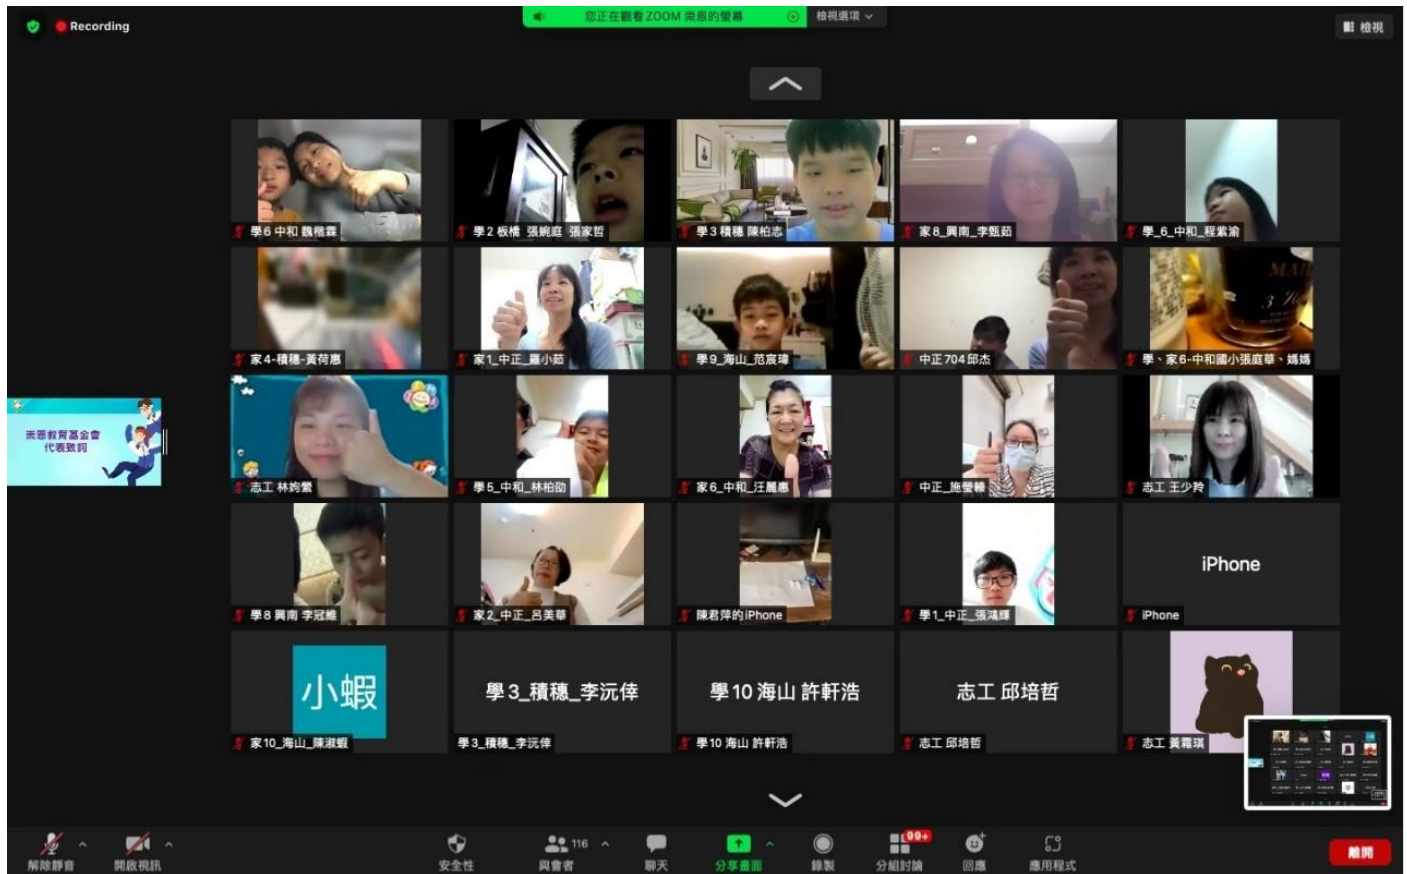 Recording
您正在觀看 ZOOM 崇恩的螢幕
檢視選項
檢視
學6 中和 魏楷霖
學2 板橋 張婉庭 張家哲
學3 積穗 陳柏志
家8_興南_李甄茹
學_6_中和_程紫渝
家4-積穗-黃荷惠
家1_中正_羅小茹
學9_海山_范宸瑋
中正704邱杰
MAR
3
學、家6-中和國小張庭華、媽媽
崇恩教育基金會
代表致詞
志工 林姁縈
學5_中和_林柏劭
家6_中和_汪麗惠
中正_施螢
志工 王少羚
學8 興南 李冠維
家2_中正_呂美華
陳君萍的iPhone
學1_中正_張鴻輝
iPhone
iPhone
小蝦
家10_海山_陳淑蝦
學3_積穗_李沅倖
學3_積穗_李沅倖
學10 海山 許軒浩
學10 海山 許軒浩
志工 邱培哲
志工 邱培哲
志工 黃霜琪
解除靜音
開啟視訊
安全性
116
與會者
聊天
分享畫面
錄製
99+
分組討論
回應
應用程式
離開